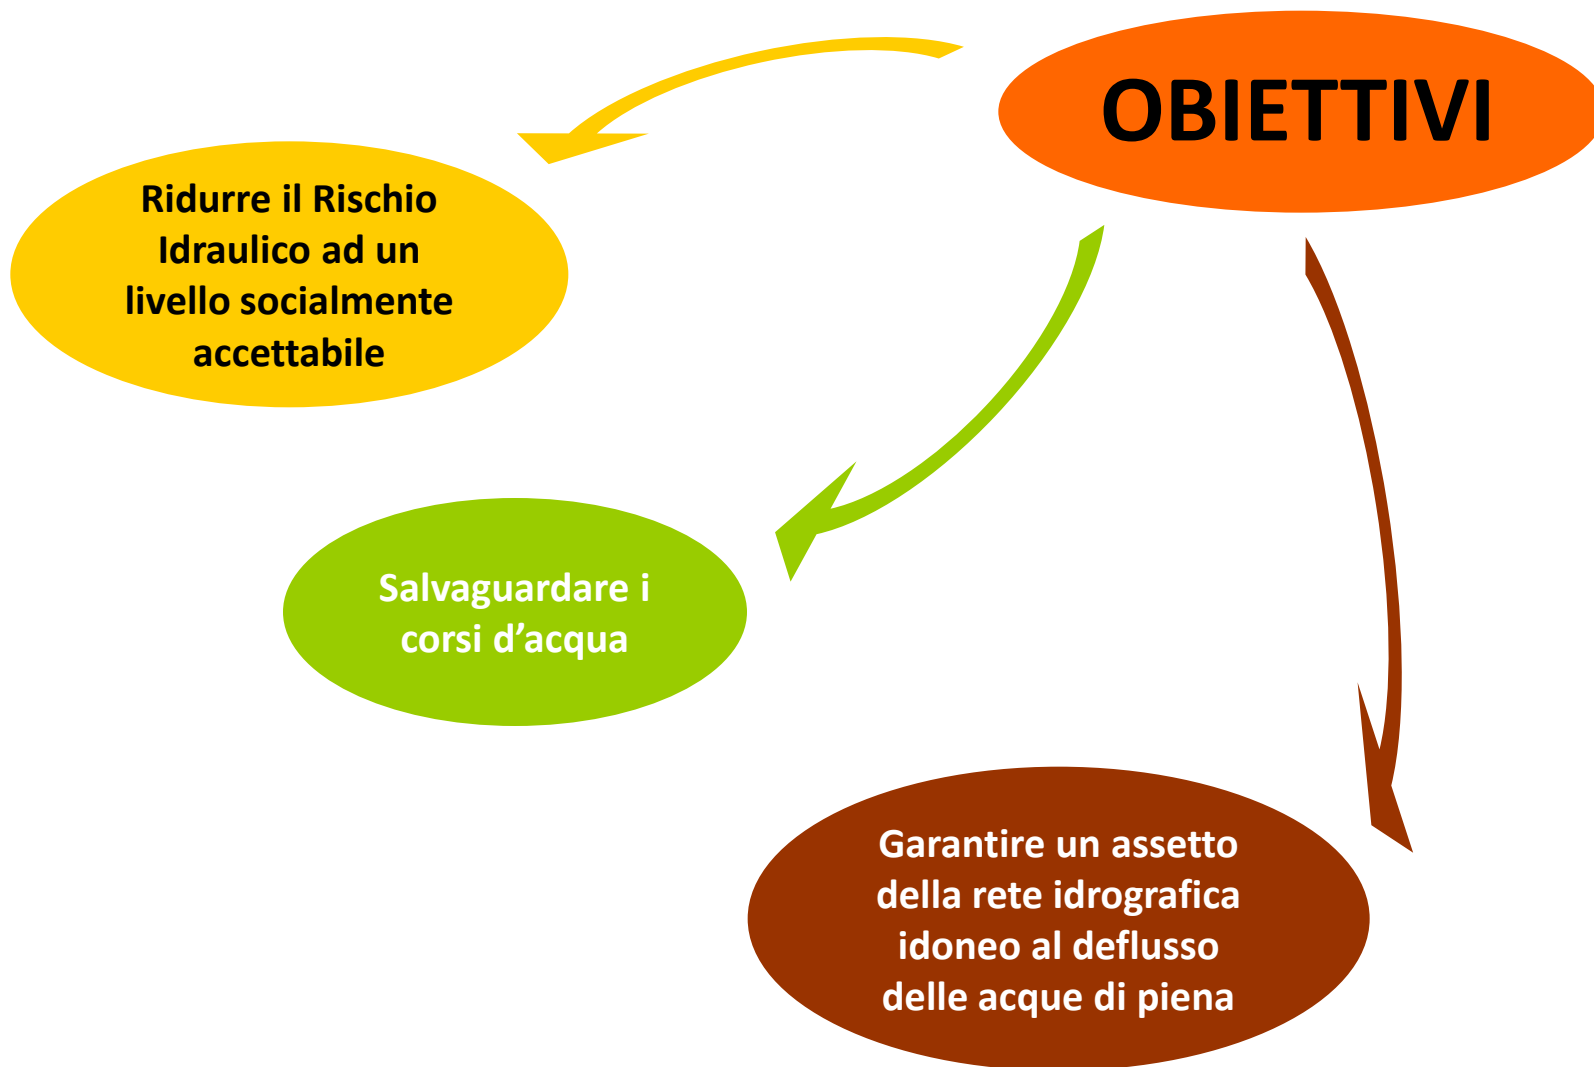 OBIETTIVI
Ridurre il Rischio
Idraulico ad un
livello socialmente
accettabile
Salvaguardare i
corsi d’acqua
Garantire un assetto
della rete idrografica
idoneo al deflusso
delle acque di piena